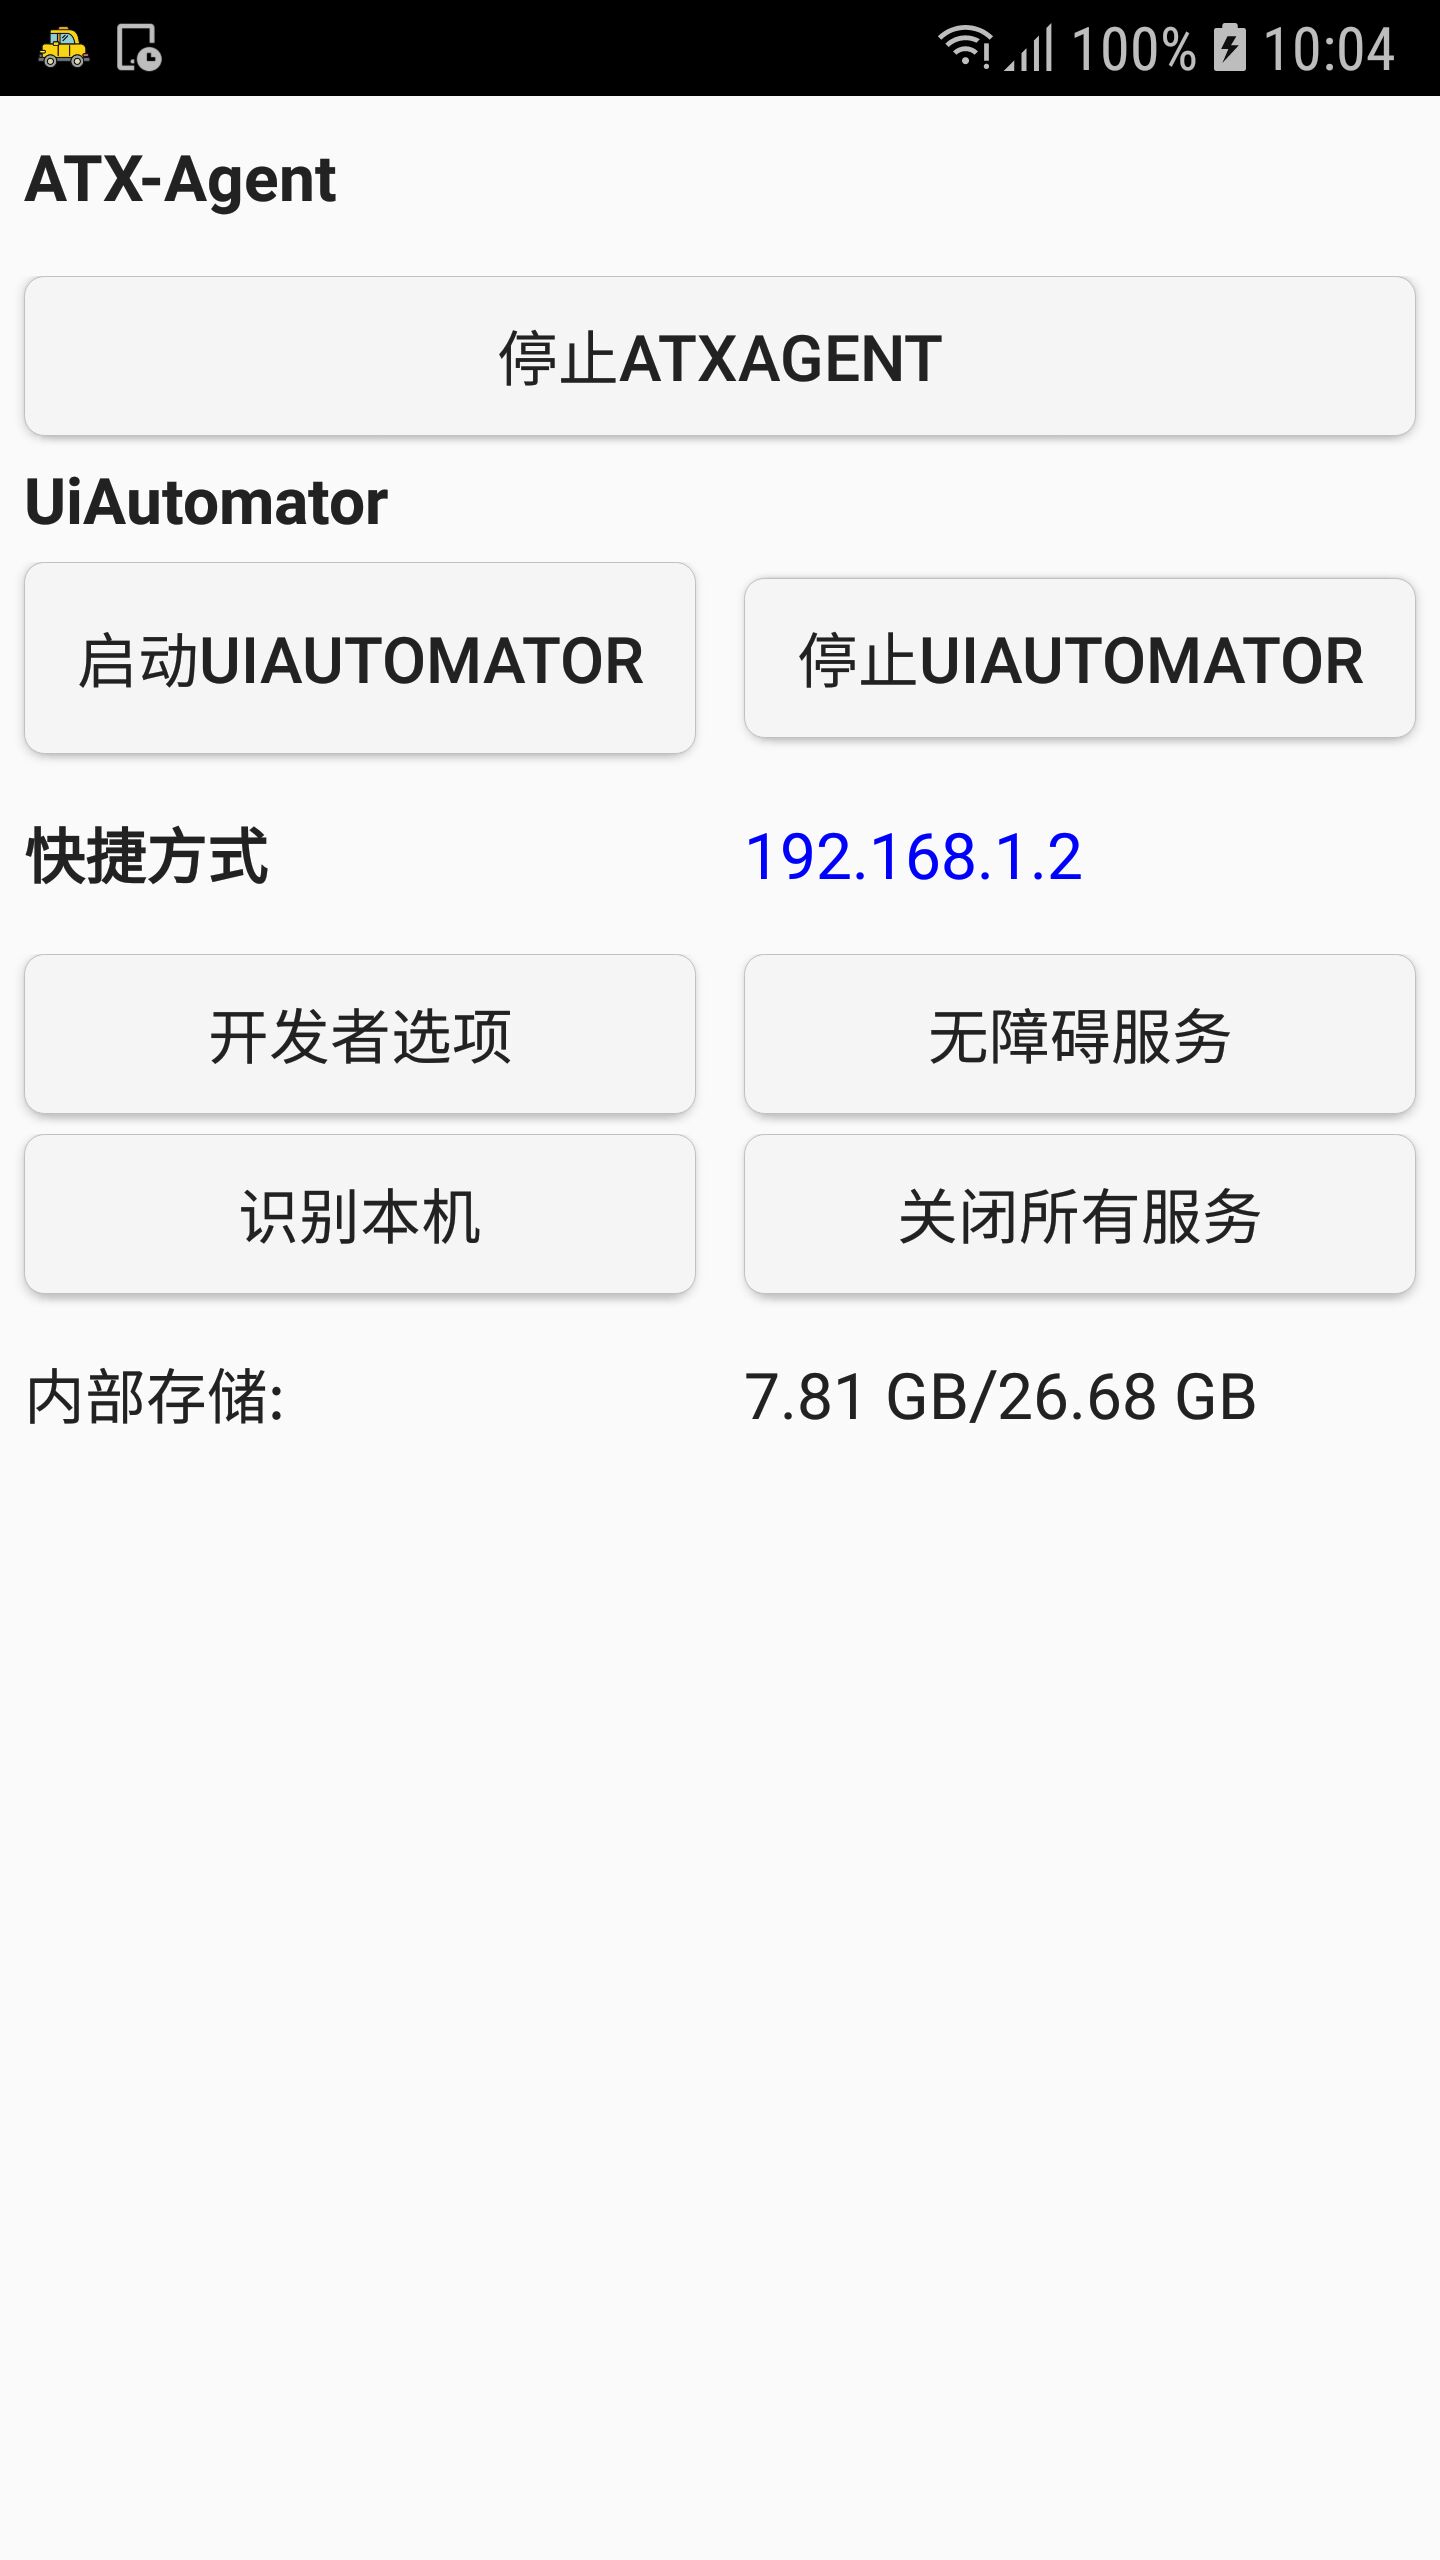 100% 10:04
ATX-Agent
停止ATXAGENT
UiAutomator
启动UIAUTOMATOR 停止UIAUTOMATOR
快捷方式 192.168.1.2
开发者选项 无障碍服务
识别本机 关闭所有服务
内部存储: 7.81 GB/26.68 GB